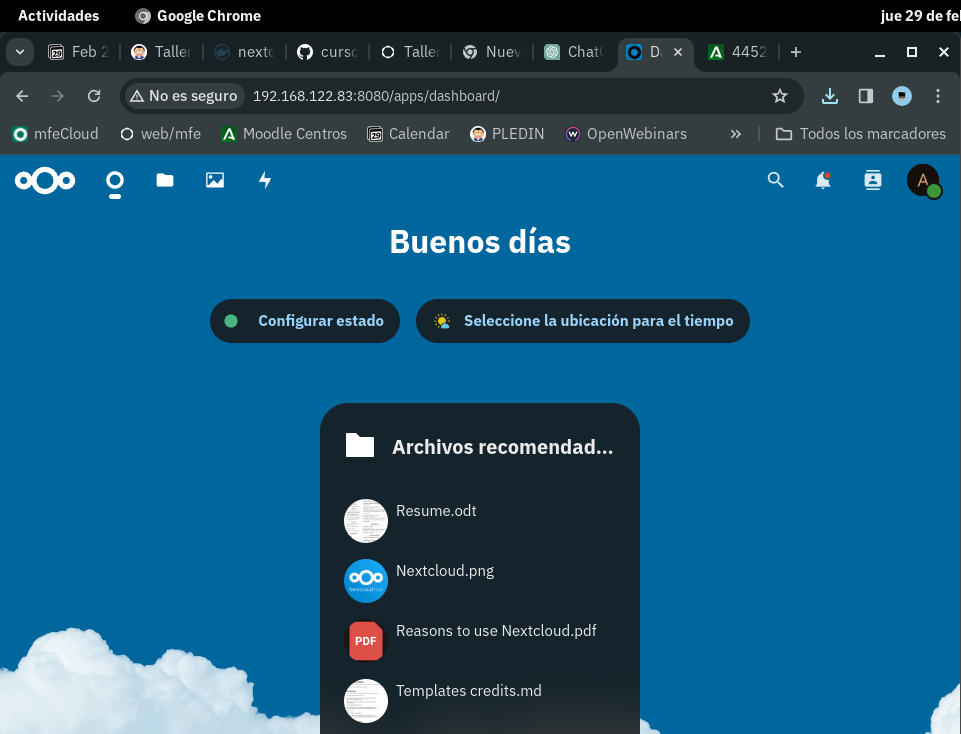 Actividades Google Chrome jue 29 de fe
Feb 2 Taller nextc curso Taller Nuev Chat D 4452
No es seguro 192.168.122.83:8080/apps/dashboard/
mfeCloud web/mfe Moodle Centros Calendar PLEDIN OpenWebinars » Todos los marcadores
A
Buenos días
Configurar estado Seleccione la ubicación para el tiempo
Archivos recomendad...
Resume.odt
Nextcloud.png
PDF Reasons to use Nextcloud.pdf
Templates credits.md